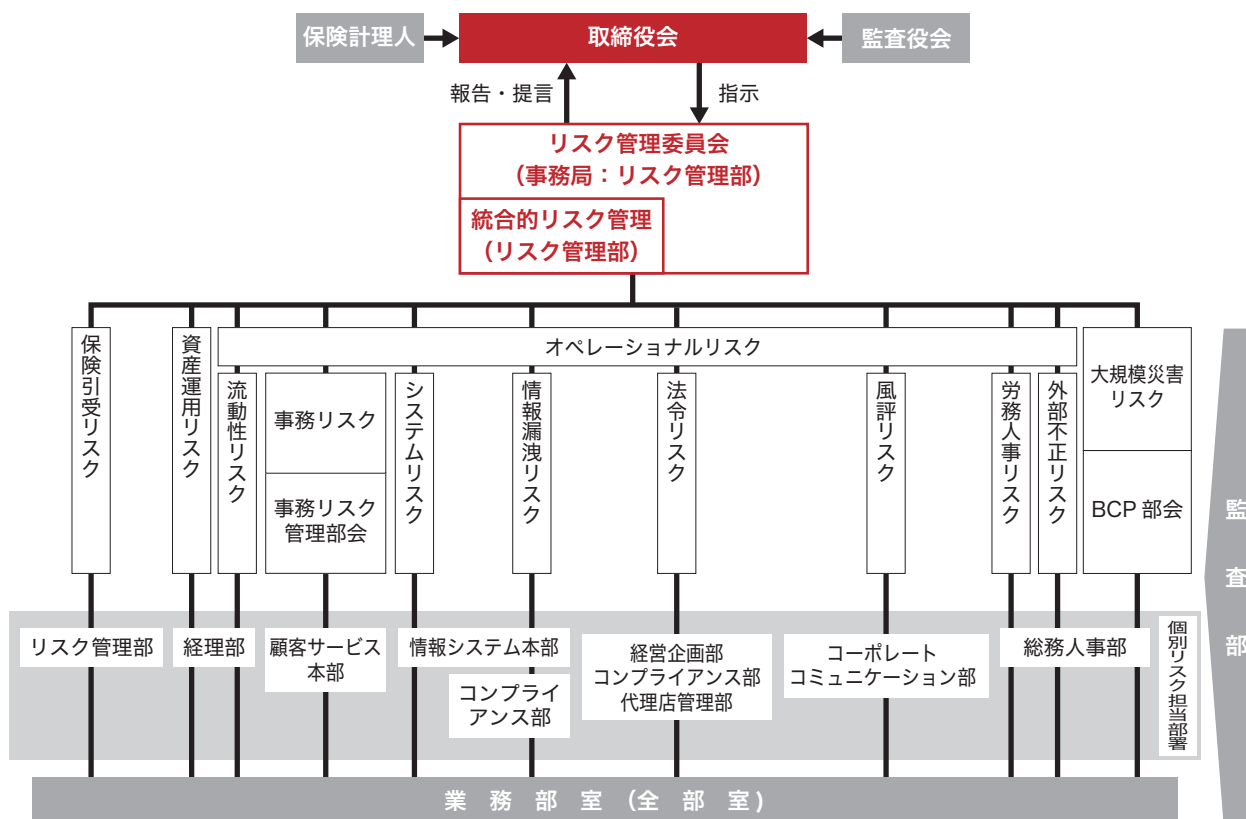 保険計理人
取締役会
監査役会
報告・提言
指示
リスク管理委員会
（事務局：リスク管理部）
統合的リスク管理
（リスク管理部）
保険引受リスク
資産運用リスク
オペレーショナルリスク
流動性リスク
事務リスク
事務リスク
管理部会
システムリスク
情報漏洩リスク
法令リスク
風評リスク
労務人事リスク
外部不正リスク
大規模災害
リスク
BCP 部会
監査部
リスク管理部
経理部
顧客サービス
本部
情報システム本部
コンプライ
アンス部
経営企画部
コンプライアンス部
代理店管理部
コーポレート
コミュニケーション部
総務人事部
個別リスク担当部署
業務部室（全部室）